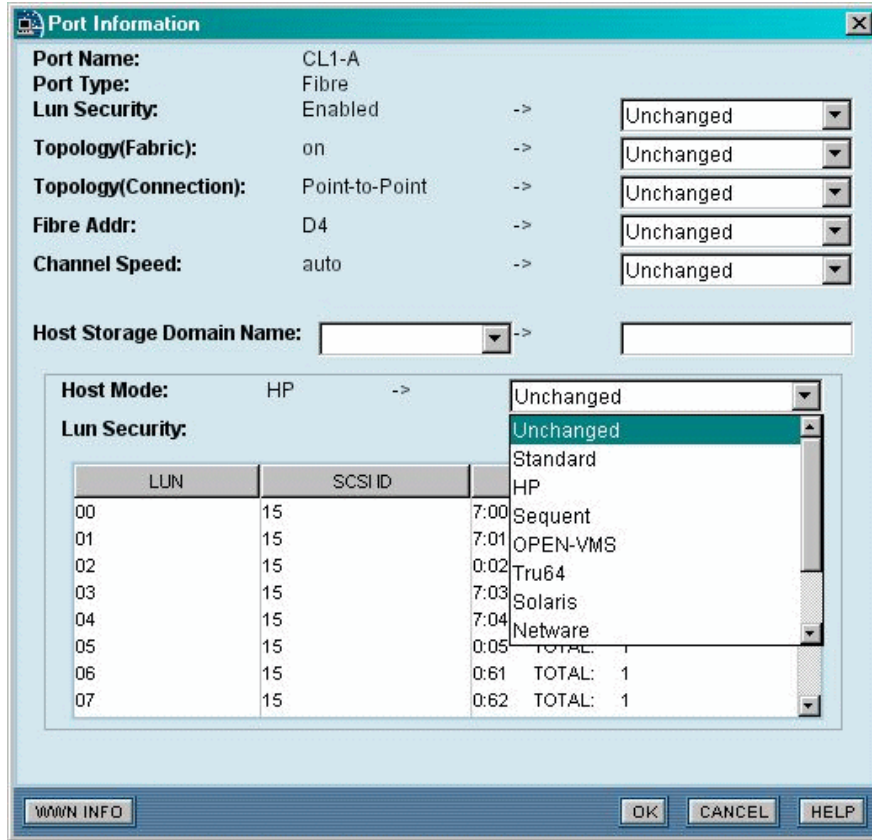 Port Information
Port Name: CL1-A
Port Type: Fibre
Lun Security: Enabled -> Unchanged
Topology(Fabric): on -> Unchanged
Topology(Connection): Point-to-Point -> Unchanged
Fibre Addr: D4 -> Unchanged
Channel Speed: auto -> Unchanged
Host Storage Domain Name: ->
Host Mode: HP -> Unchanged
Lun Security:
Unchanged
Standard
HP
Sequent
OPEN-VMS
Tru64
Solaris
Netware
LUN SCSI ID
00 15 7:00
01 15 7:01
02 15 0:02
03 15 7:03
04 15 7:04
05 15 0:05 TOTAL: 1
06 15 0:61 TOTAL: 1
07 15 0:62 TOTAL: 1
WWN INFO OK CANCEL HELP